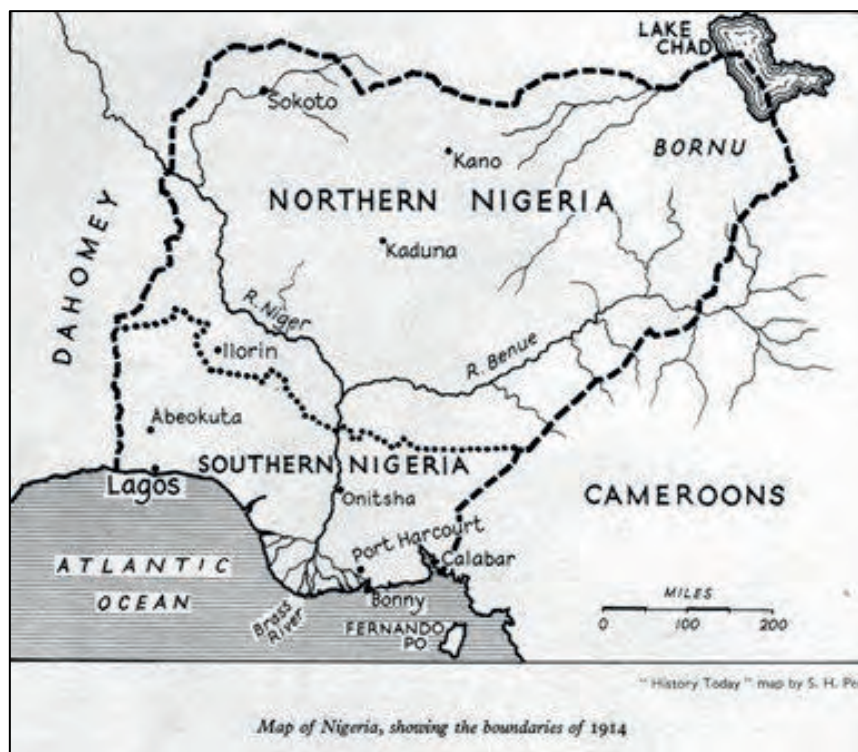 LAKE
CHAD
Sokoto
BORNU
Kano
NORTHERN NIGERIA
DAHOMEY
Kaduna
R. Niger
Ilorin
R. Benue
Abeokuta
SOUTHERN NIGERIA
Lagos
Onitsha
CAMEROONS
Port Harcourt
Calabar
ATLANTIC
OCEAN
Bonny
Brass
River
FERNANDO
PO
MILES
0 100 200
"History Today" map by S. H.
Map of Nigeria, showing the boundaries of 1914